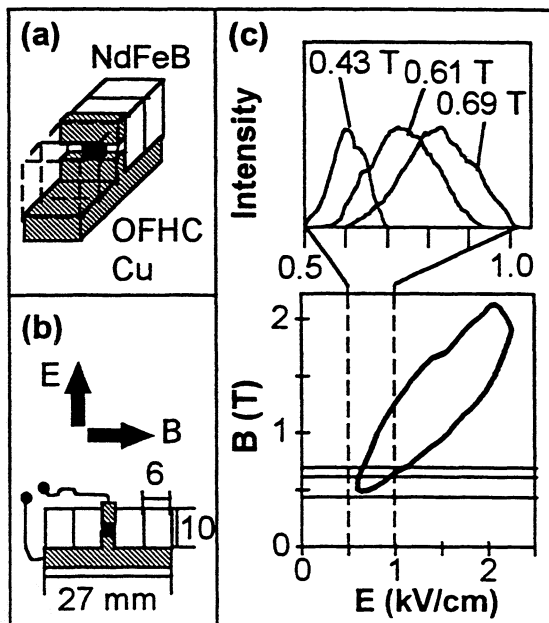 (a)
NdFeB
OFHC
Cu
(b)
E
B
6
10
27 mm
(c)
0.43 T
0.61 T
0.69 T
Intensity
0.5
1.0
2
1
0
B (T)
0
1
2
E (kV/cm)